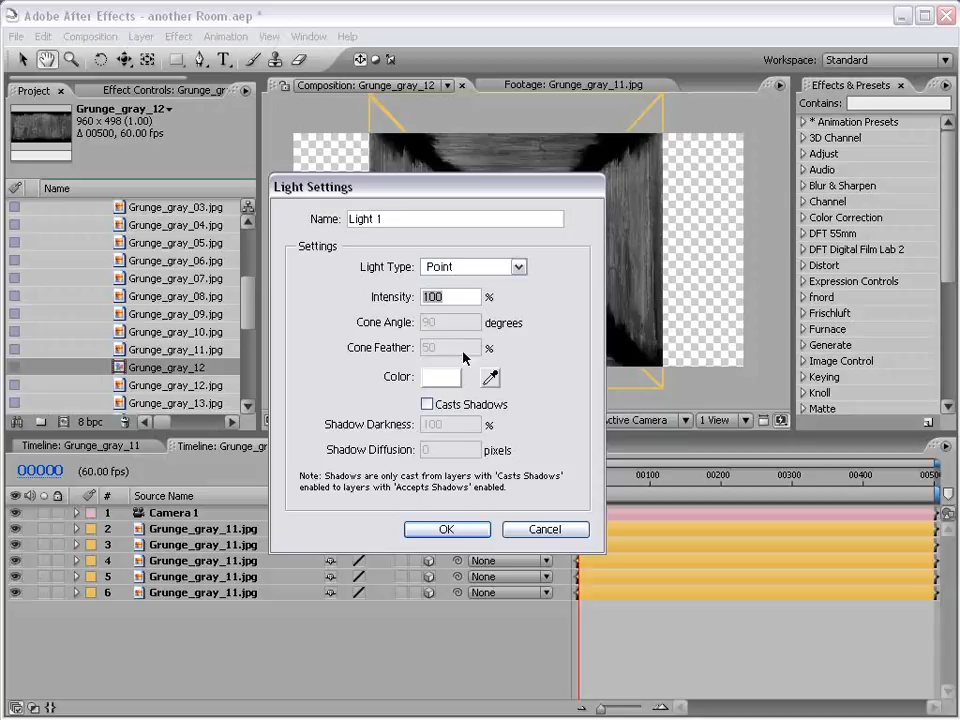 Adobe After Effects - another Room.aep *
File Edit Composition Layer Effect Animation View Window Help
Workspace: Standard
Project Effect Controls: Grunge_gr
Composition: Grunge_gray_12
Footage: Grunge_gray_11.jpg
Effects & Presets
Grunge_gray_12
960 x 498 (1.00)
Δ 00500, 60.00 fps
Contains:
* Animation Presets
3D Channel
Adjust
Audio
Blur & Sharpen
Channel
Color Correction
DFT 55mm
DFT Digital Film Lab 2
Distort
Expression Controls
fnord
Frischluft
Furnace
Generate
Image Control
Keying
Knoll
Matte
Name
Grunge_gray_03.jpg
Grunge_gray_04.jpg
Grunge_gray_05.jpg
Grunge_gray_06.jpg
Grunge_gray_07.jpg
Grunge_gray_08.jpg
Grunge_gray_09.jpg
Grunge_gray_10.jpg
Grunge_gray_11.jpg
Grunge_gray_12
Grunge_gray_12.jpg
Grunge_gray_13.jpg
8 bpc
Light Settings
Name: Light 1
Settings
Light Type: Point
Intensity: 100 %
Cone Angle: 90 degrees
Cone Feather: 50 %
Color:
Casts Shadows
Shadow Darkness: 100 %
Shadow Diffusion: 0 pixels
Note: Shadows are only cast from layers with 'Casts Shadows'
enabled to layers with 'Accepts Shadows' enabled.
OK Cancel
Active Camera 1 View
Timeline: Grunge_gray_11 Timeline: Grunge_gr
00000 (60.00 fps)
00100 00200 00300 00400 0050
# Source Name
1 Camera 1
2 Grunge_gray_11.jpg
3 Grunge_gray_11.jpg
4 Grunge_gray_11.jpg None
5 Grunge_gray_11.jpg None
6 Grunge_gray_11.jpg None